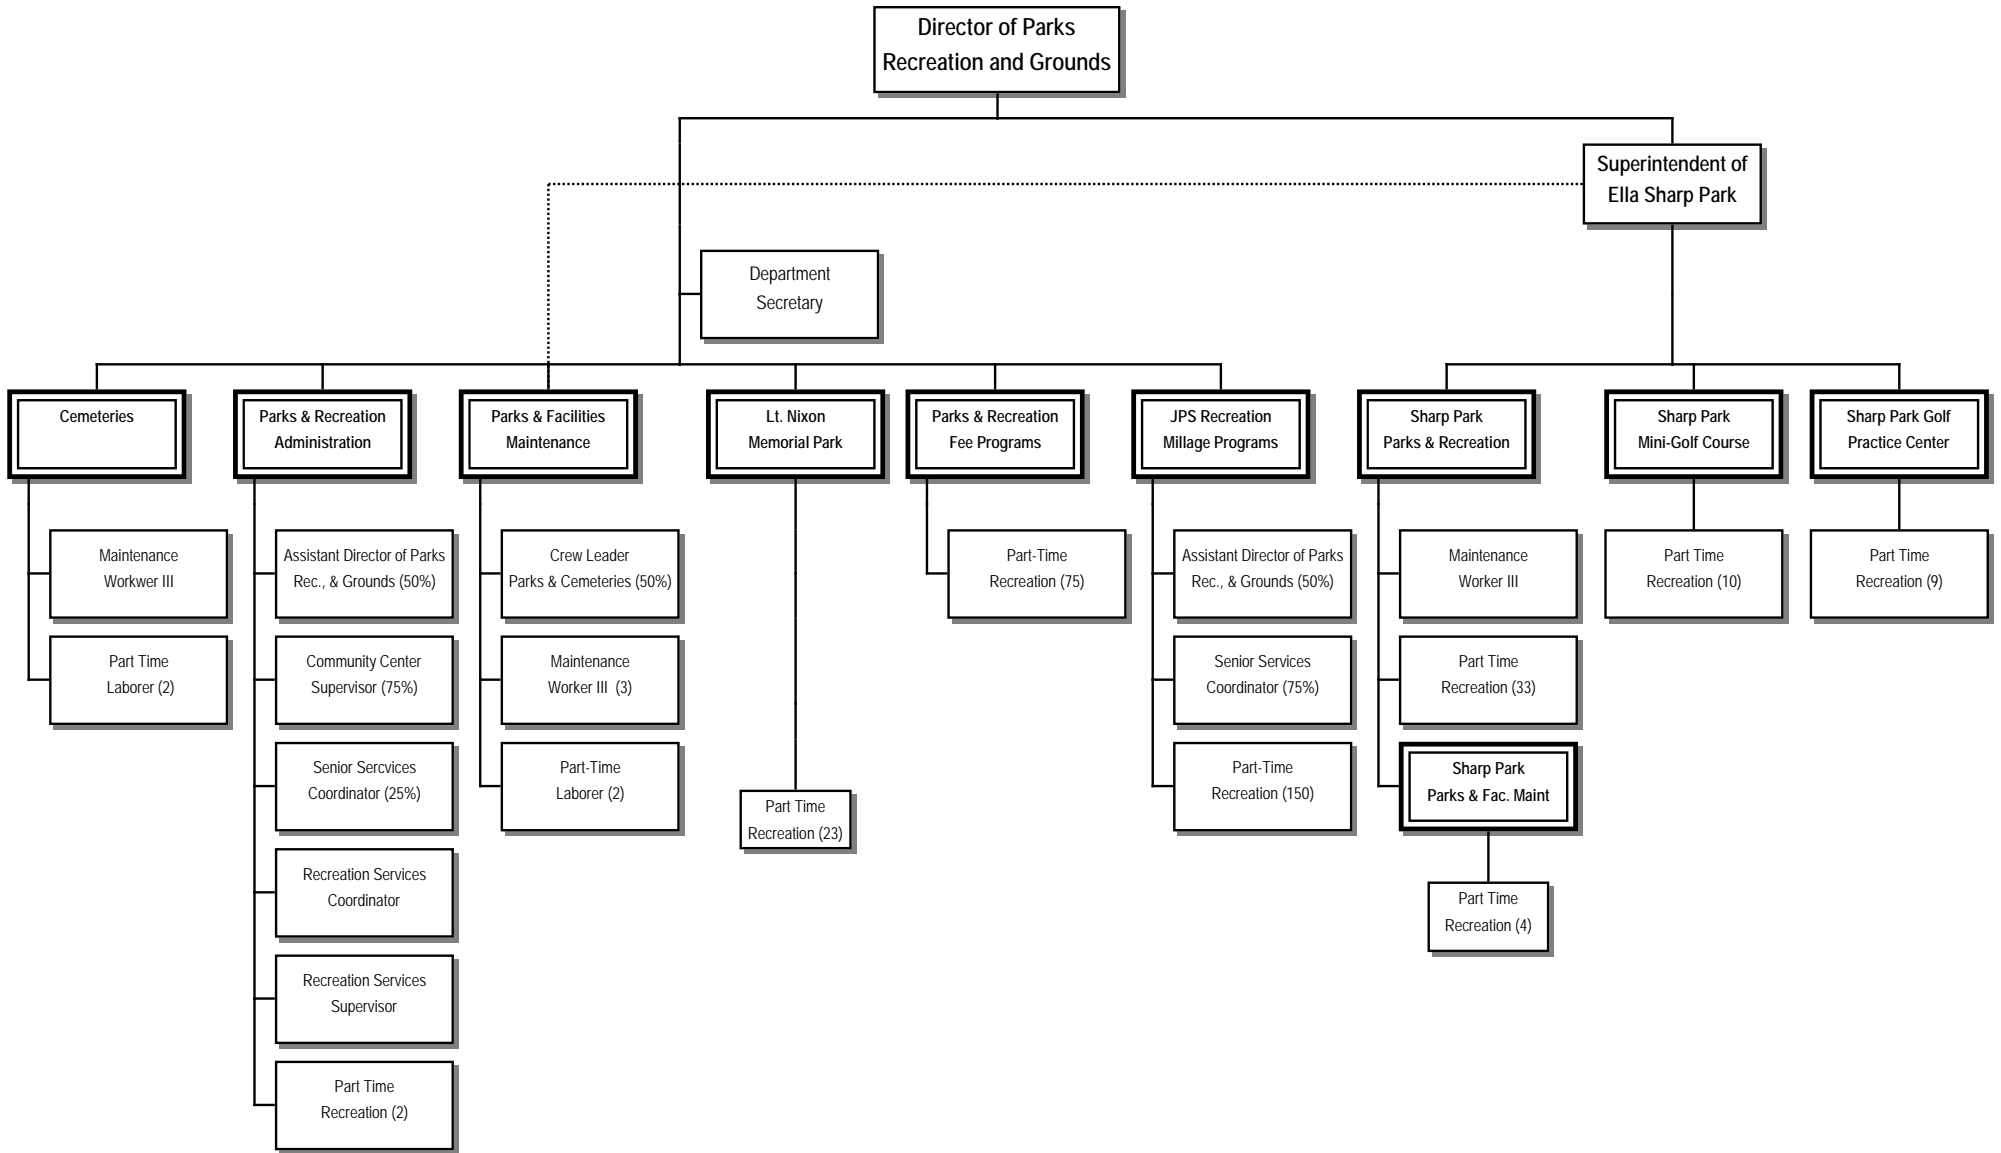 Director of Parks
Recreation and Grounds
Superintendent of
Ella Sharp Park
Department
Secretary
Cemeteries
Parks & Recreation
Administration
Parks & Facilities
Maintenance
Lt. Nixon
Memorial Park
Parks & Recreation
Fee Programs
JPS Recreation
Millage Programs
Sharp Park
Parks & Recreation
Sharp Park
Mini-Golf Course
Sharp Park Golf
Practice Center
Maintenance
Workwer III
Part Time
Laborer (2)
Assistant Director of Parks
Rec., & Grounds (50%)
Community Center
Supervisor (75%)
Senior Sercvices
Coordinator (25%)
Recreation Services
Coordinator
Recreation Services
Supervisor
Part Time
Recreation (2)
Crew Leader
Parks & Cemeteries (50%)
Maintenance
Worker III  (3)
Part-Time
Laborer (2)
Part Time
Recreation (23)
Part-Time
Recreation (75)
Assistant Director of Parks
Rec., & Grounds (50%)
Senior Services
Coordinator (75%)
Part-Time
Recreation (150)
Maintenance
Worker III
Part Time
Recreation (33)
Sharp Park
Parks & Fac. Maint
Part Time
Recreation (4)
Part Time
Recreation (10)
Part Time
Recreation (9)